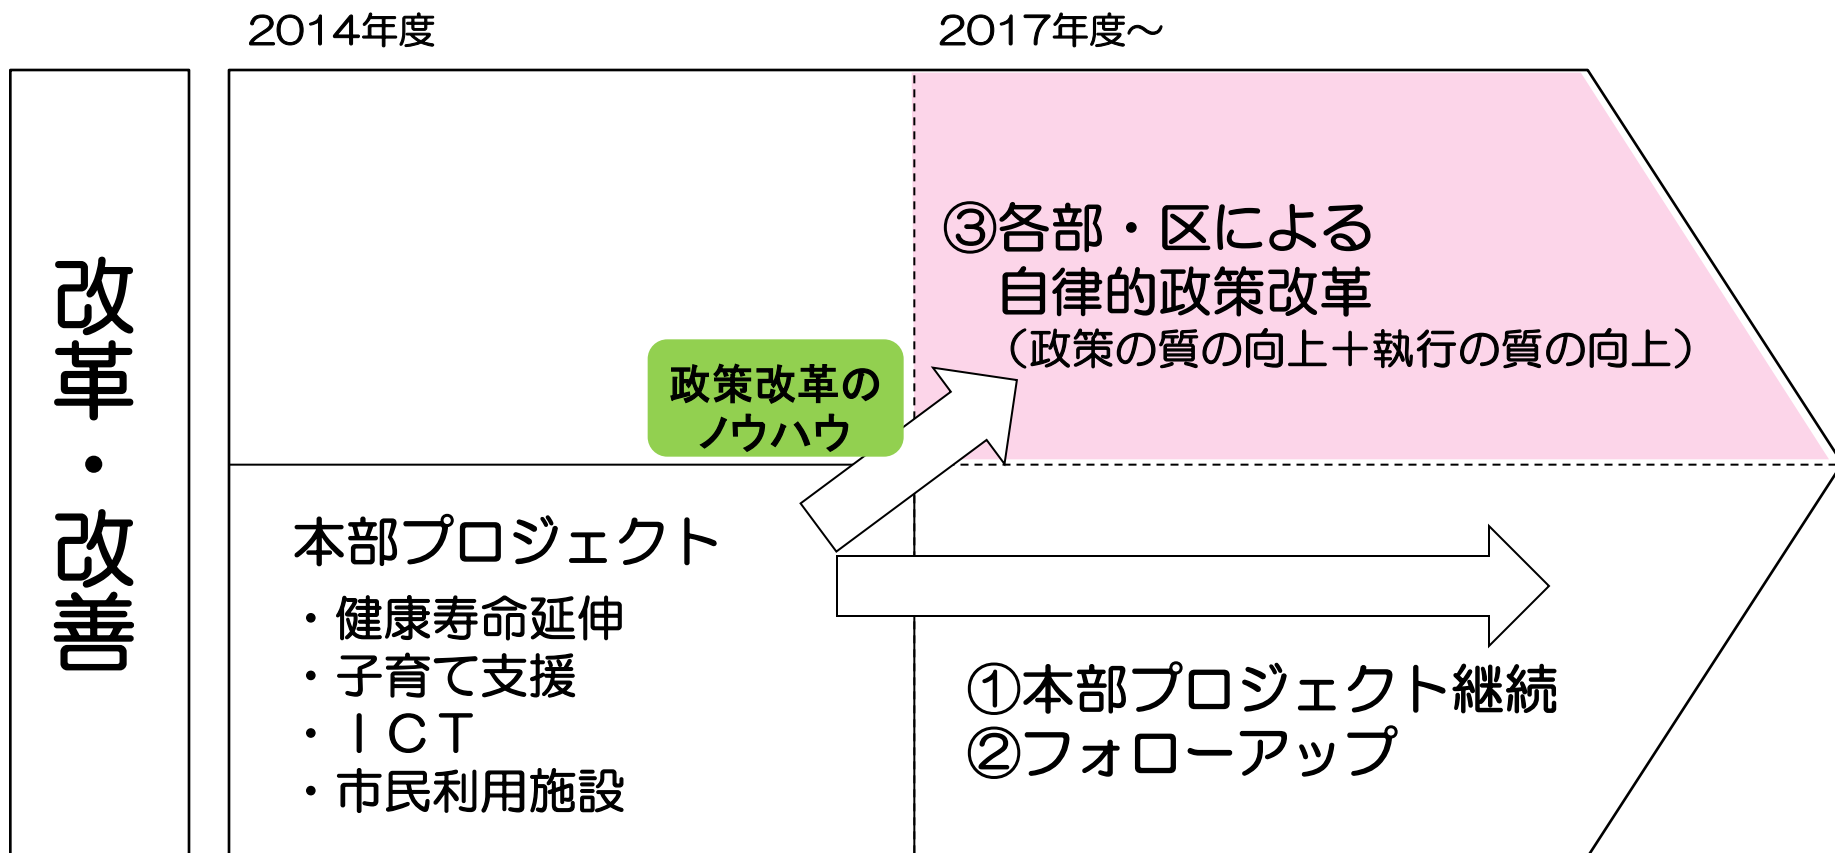 2014年度
2017年度～
改革・改善
③各部・区による
自律的政策改革
（政策の質の向上＋執行の質の向上）
政策改革の
ノウハウ
本部プロジェクト
・健康寿命延伸
・子育て支援
・ＩＣＴ
・市民利用施設
①本部プロジェクト継続
②フォローアップ